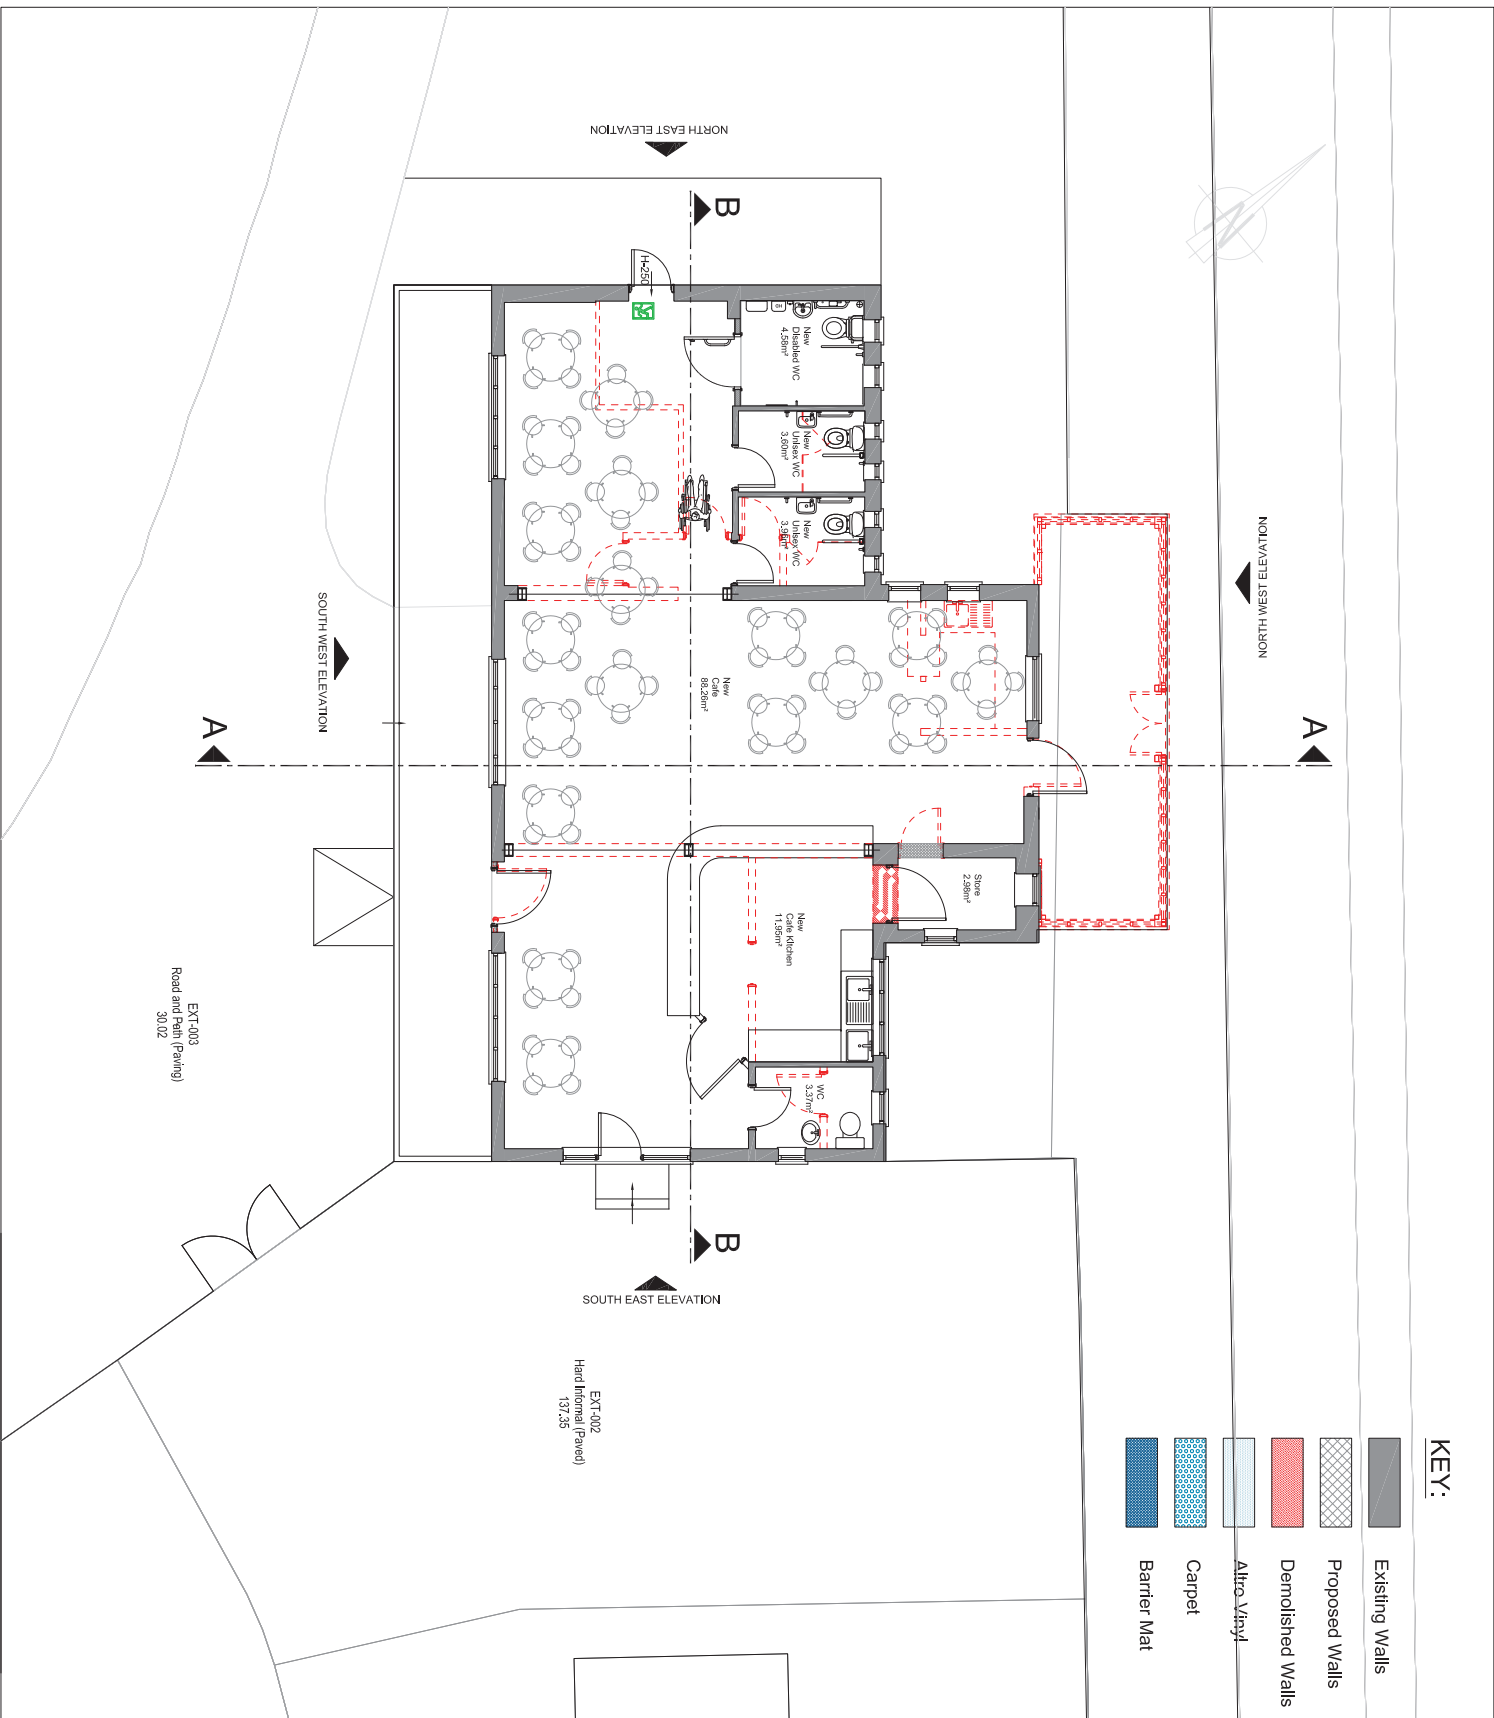 KEY:
Existing Walls
Proposed Walls
Demolished Walls
Altro Vinyl
Carpet
Barrier Mat
NORTH WEST ELEVATION
NORTH EAST ELEVATION
SOUTH WEST ELEVATION
SOUTH EAST ELEVATION
A
A
B
B
N
H-250
New
Disabled WC
4.58m²
HD
New
Unisex WC
3.60m²
New
Unisex WC
New
Cafe
88.26m²
Store
2.98m²
New
Cafe Kitchen
11.95m²
WC
3.37m²
EXT-003
Road and Path (Paving)
30.02
EXT-002
Hard Informal (Paved)
137.35